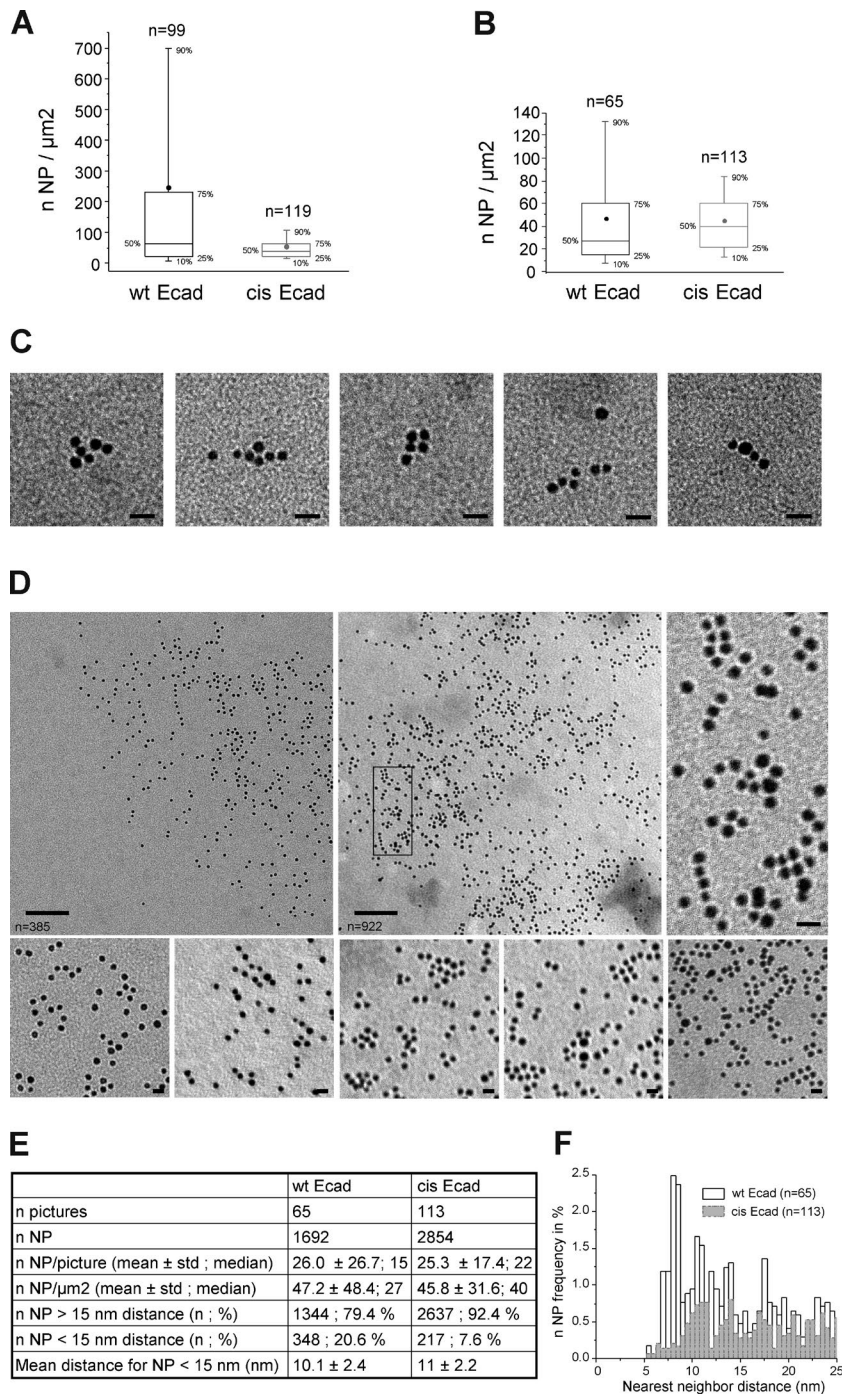 A
n=99
700
600
500
400
300
200
100
0
n NP / µm2
90%
75%
50%
25%
10%
n=119
90%
75%
50%
25%
10%
wt Ecad
cis Ecad
B
n=65
140
120
100
80
60
40
20
0
n NP / µm2
90%
75%
50%
25%
10%
n=113
90%
75%
50%
25%
10%
wt Ecad
cis Ecad
C
D
n=385
n=922
E
wt Ecad cis Ecad
n pictures 65 113
n NP 1692 2854
n NP/picture (mean ± std ; median) 26.0 ± 26.7; 15 25.3 ± 17.4; 22
n NP/µm2 (mean ± std ; median) 47.2 ± 48.4; 27 45.8 ± 31.6; 40
n NP > 15 nm distance (n ; %) 1344 ; 79.4 % 2637 ; 92.4 %
n NP < 15 nm distance (n ; %) 348 ; 20.6 % 217 ; 7.6 %
Mean distance for NP < 15 nm (nm) 10.1 ± 2.4 11 ± 2.2
F
2.5
2.0
1.5
1.0
0.5
0.0
n NP frequency in %
wt Ecad (n=65)
cis Ecad (n=113)
0 5 10 15 20 25
Nearest neighbor distance (nm)